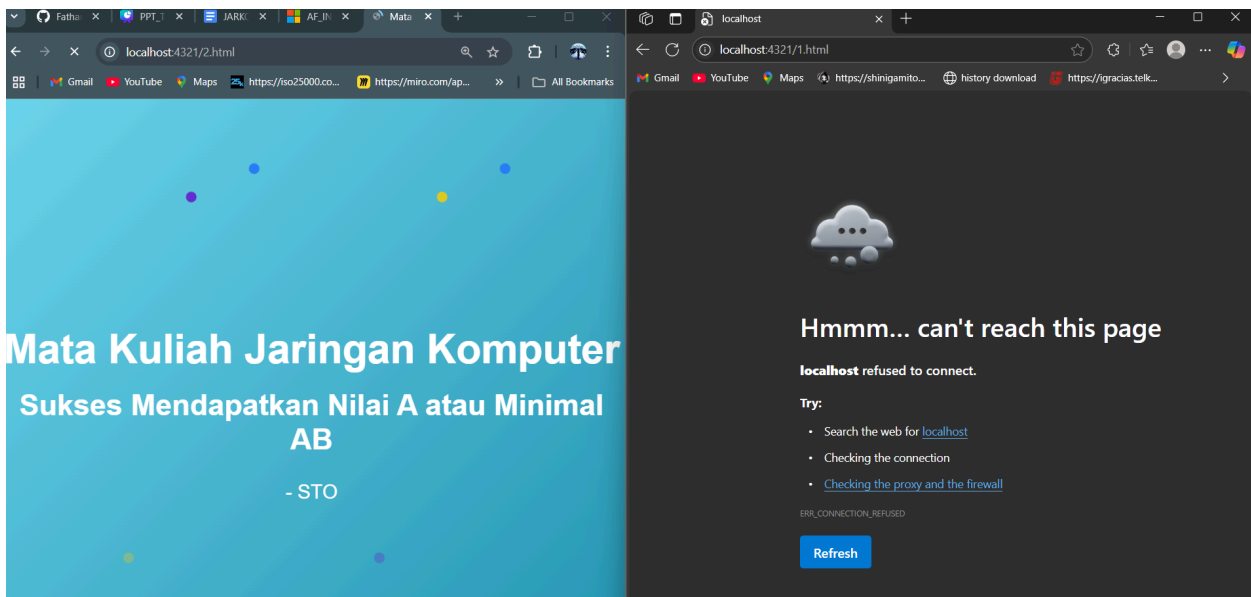 Fatha
PPT_T
JARK(
AF_IN
Mata
localhost:4321/2.html
Gmail
YouTube
Maps
https://iso25000.co...
https://miro.com/ap...
»
All Bookmarks
Mata Kuliah Jaringan Komputer
Sukses Mendapatkan Nilai A atau Minimal
AB
- STO
localhost
localhost:4321/1.html
Gmail
YouTube
Maps
https://shinigamito...
history download
https://igracias.telk...
Hmmm... can't reach this page
localhost refused to connect.
Try:
• Search the web for localhost
• Checking the connection
• Checking the proxy and the firewall
ERR_CONNECTION_REFUSED
Refresh